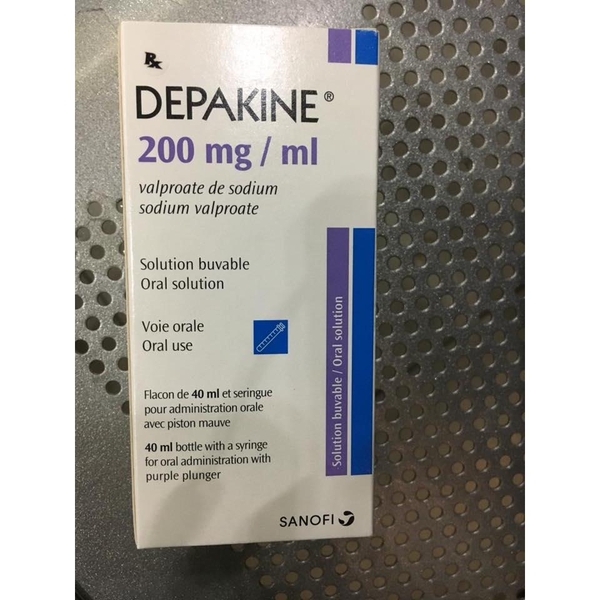 Rx
DEPAKINE®
200 mg / ml
valproate de sodium
sodium valproate
Solution buvable
Oral solution
Voie orale
Oral use
Flacon de 40 ml et seringue
pour administration orale
avec piston mauve
40 ml bottle with a syringe
for oral administration with
purple plunger
Solution buvable / Oral solution
SANOFI